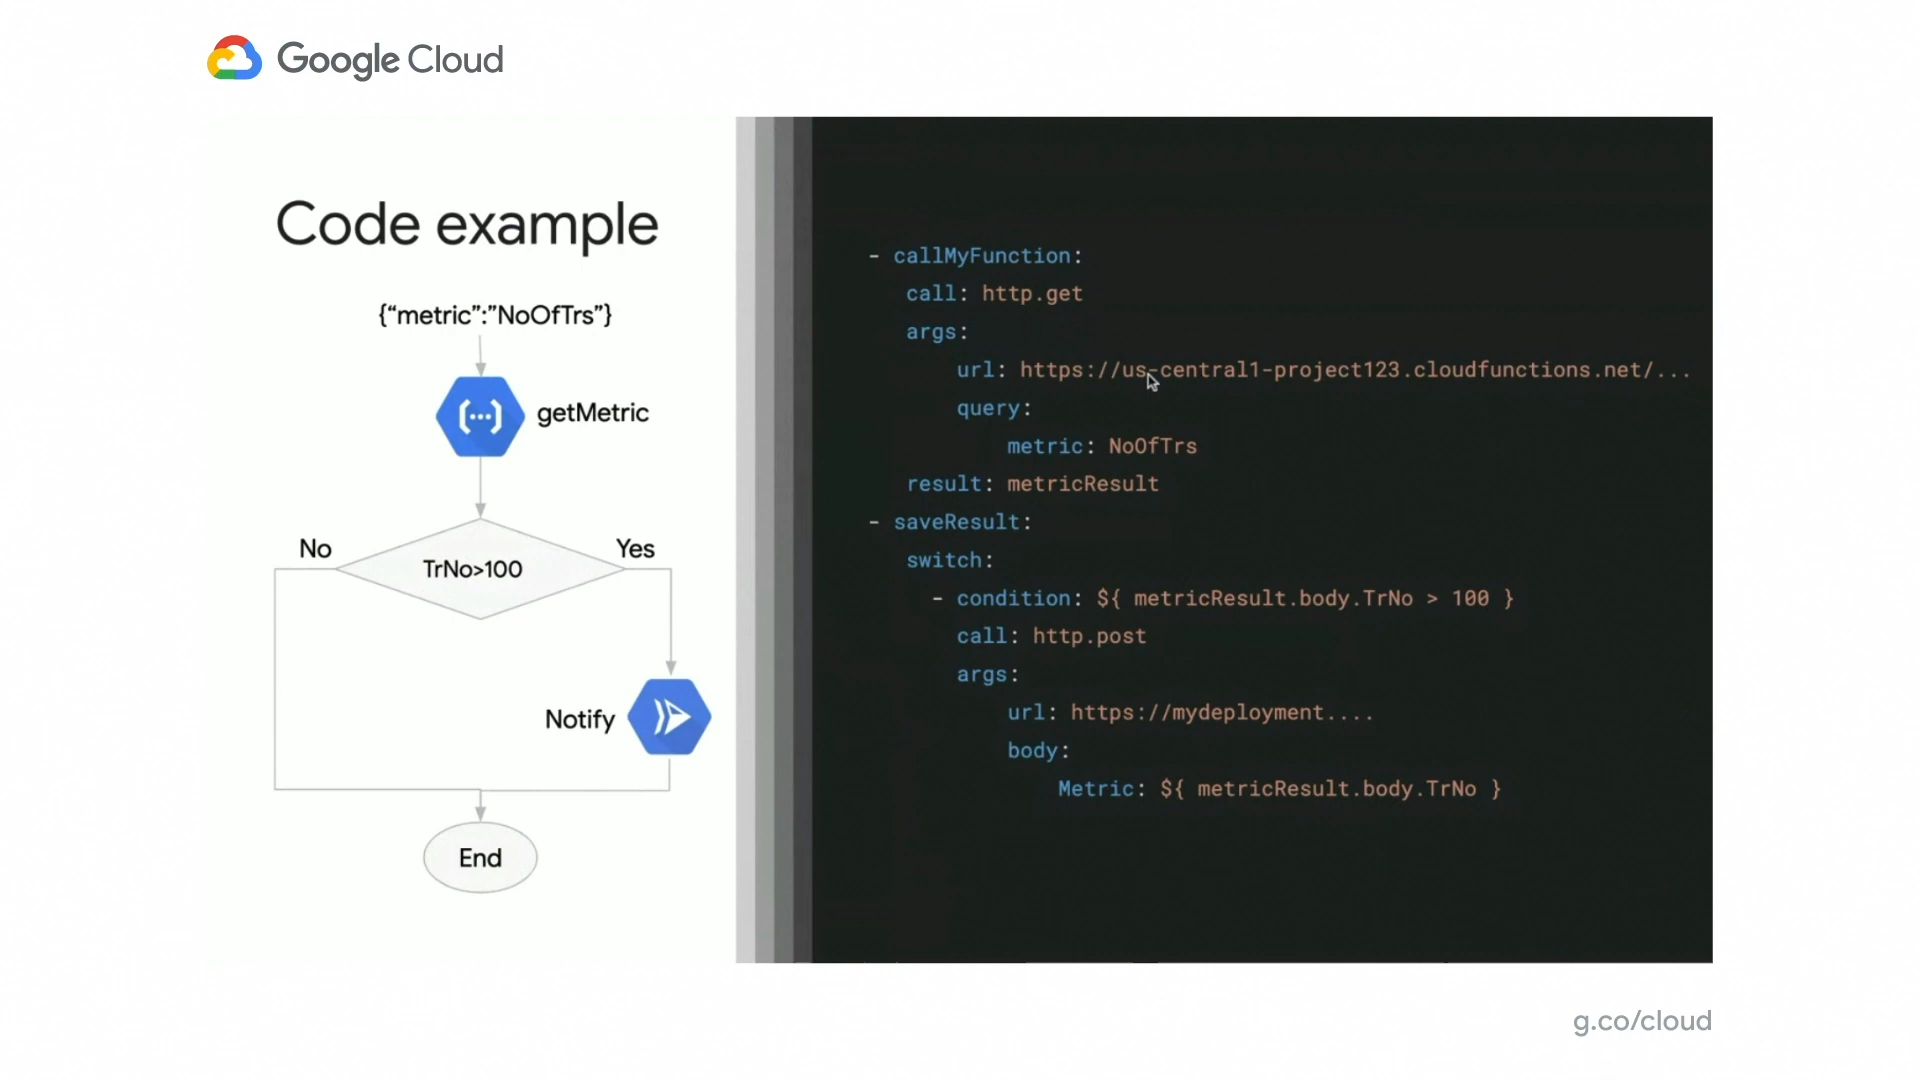 Google Cloud
Code example
{“metric”:”NoOfTrs”}
getMetric
No
Yes
TrNo>100
Notify
End
- callMyFunction:
call: http.get
args:
url: https://us-central1-project123.cloudfunctions.net/...
query:
metric: NoOfTrs
result: metricResult
- saveResult:
switch:
- condition: ${ metricResult.body.TrNo > 100 }
call: http.post
args:
url: https://mydeployment....
body:
Metric: ${ metricResult.body.TrNo }
g.co/cloud